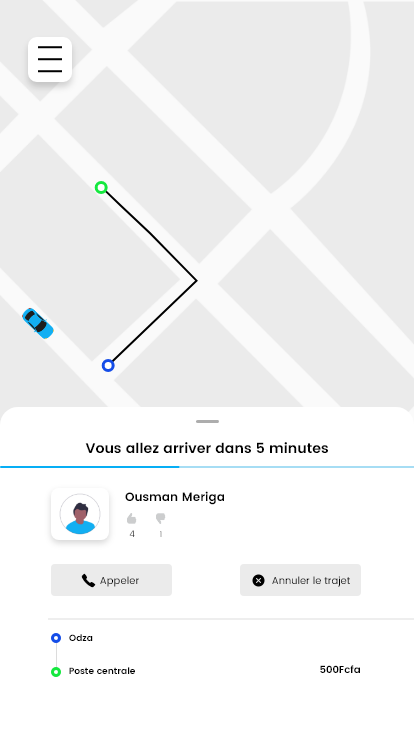 Vous allez arriver dans 5 minutes
Ousman Meriga
4 1
Appeler
Annuler le trajet
Odza
Poste centrale
500Fcfa